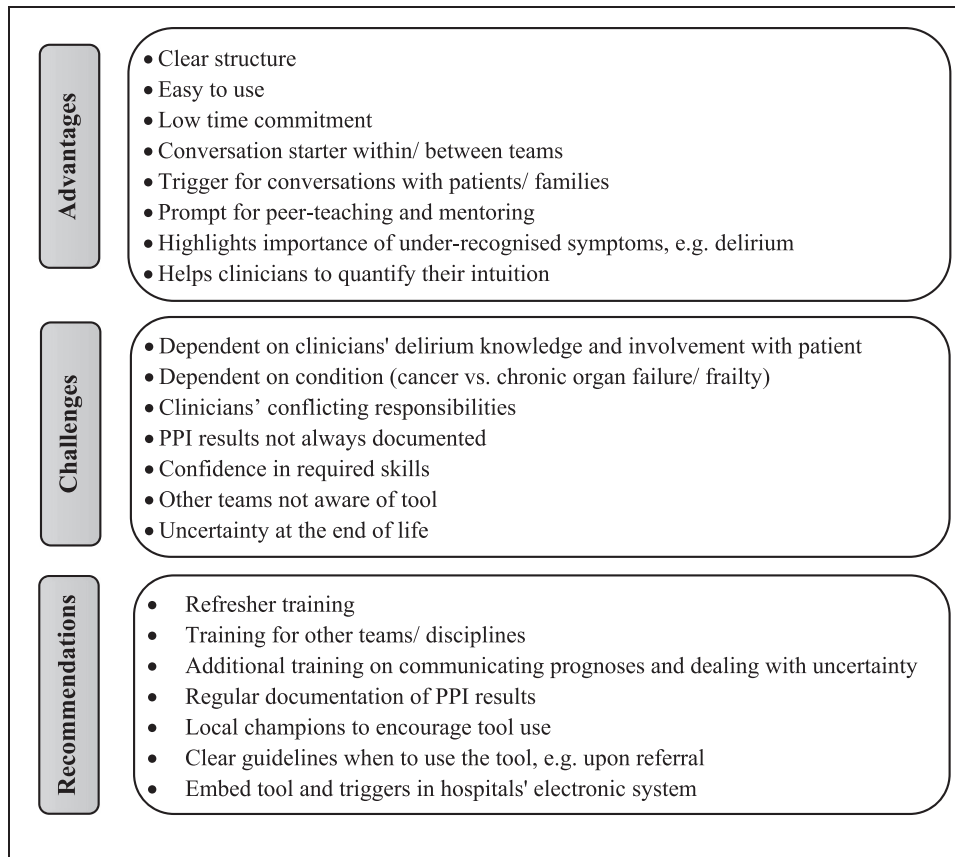 Advantages
• Clear structure
• Easy to use
• Low time commitment
• Conversation starter within/ between teams
• Trigger for conversations with patients/ families
• Prompt for peer-teaching and mentoring
• Highlights importance of under-recognised symptoms, e.g. delirium
• Helps clinicians to quantify their intuition
Challenges
• Dependent on clinicians' delirium knowledge and involvement with patient
• Dependent on condition (cancer vs. chronic organ failure/ frailty)
• Clinicians’ conflicting responsibilities
• PPI results not always documented
• Confidence in required skills
• Other teams not aware of tool
• Uncertainty at the end of life
Recommendations
• Refresher training
• Training for other teams/ disciplines
• Additional training on communicating prognoses and dealing with uncertainty
• Regular documentation of PPI results
• Local champions to encourage tool use
• Clear guidelines when to use the tool, e.g. upon referral
• Embed tool and triggers in hospitals' electronic system